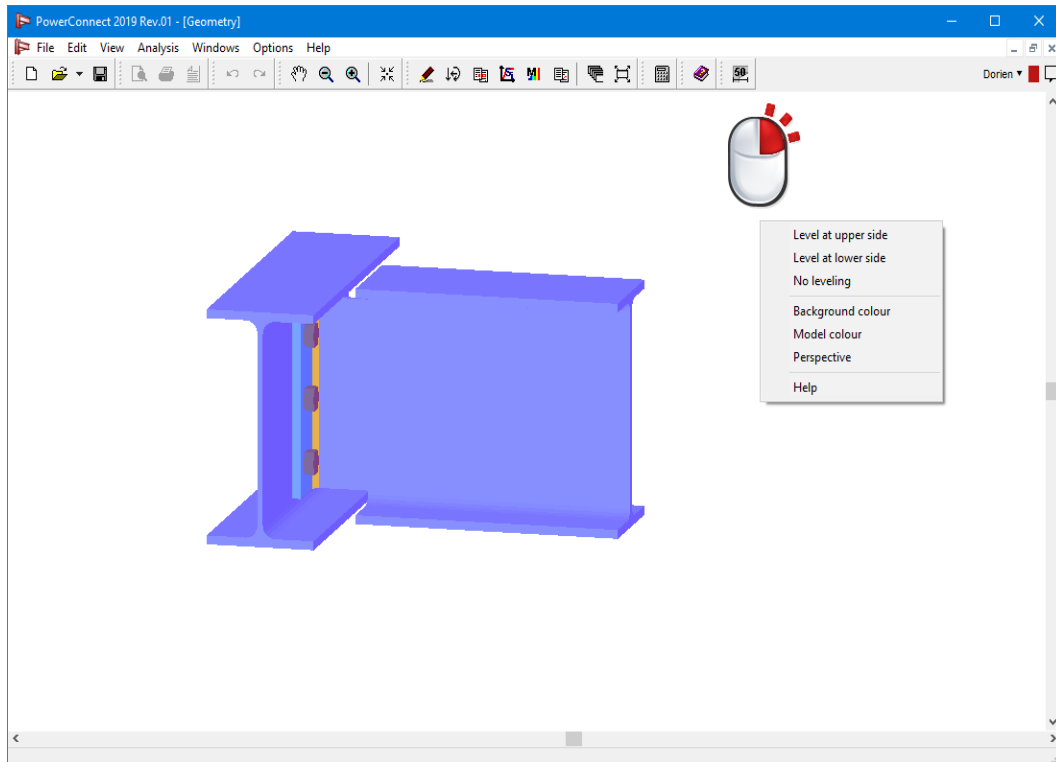 PowerConnect 2019 Rev.01 - [Geometry]
File Edit View Analysis Windows Options Help
50
Dorien
Level at upper side
Level at lower side
No leveling
Background colour
Model colour
Perspective
Help